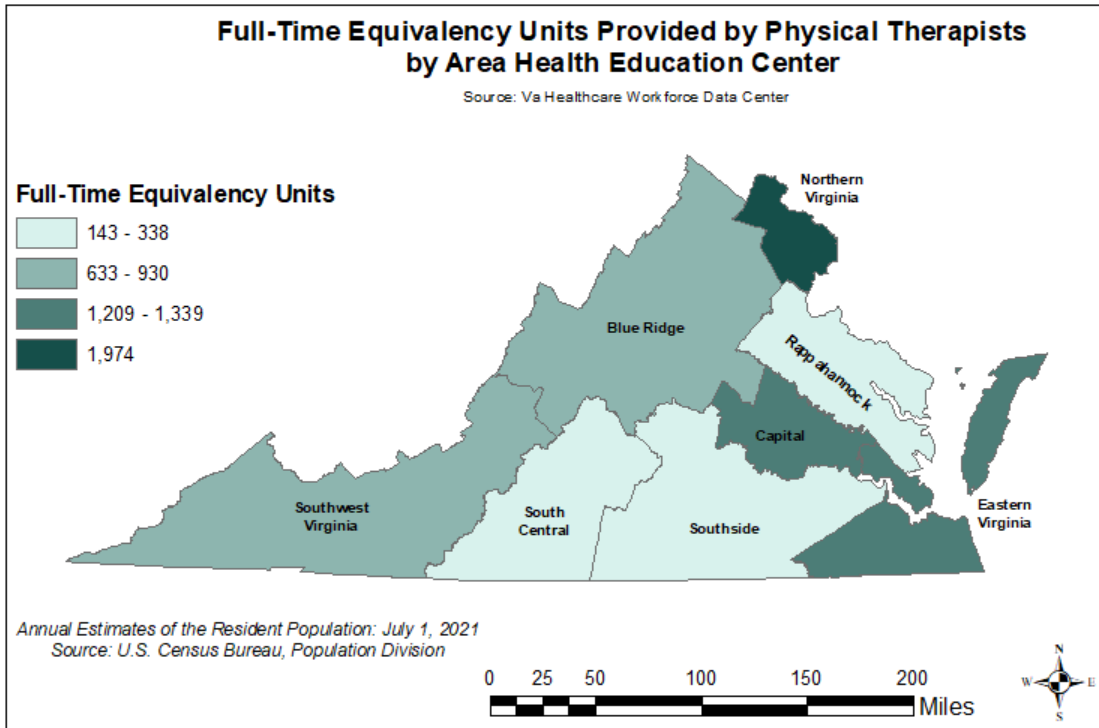 Full-Time Equivalency Units Provided by Physical Therapists
by Area Health Education Center
Source: Va Healthcare Workforce Data Center
Full-Time Equivalency Units
143 - 338
633 - 930
1,209 - 1,339
1,974
Northern
Virginia
Blue Ridge
Rappahannock
Capital
Eastern
Virginia
Southwest
Virginia
South
Central
Southside
Annual Estimates of the Resident Population: July 1, 2021
Source: U.S. Census Bureau, Population Division
0 25 50 100 150 200
Miles
N
W E
S